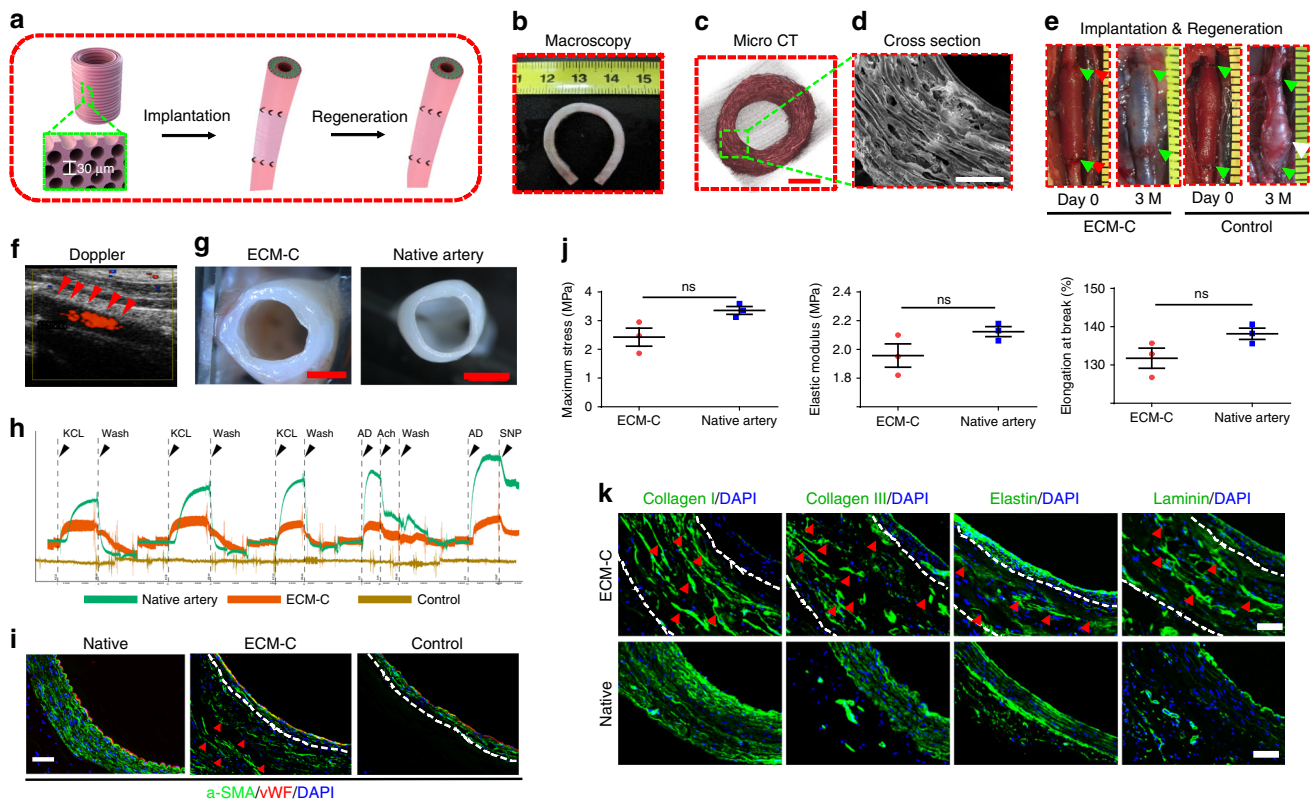 a
Implantation
Regeneration
30 μm
b
Macroscopy
12 13 14 15
c
Micro CT
d
Cross section
e
Implantation & Regeneration
Day 0
3 M
Day 0
3 M
ECM-C
Control
f
Doppler
g
ECM-C
Native artery
h
KCL
Wash
KCL
Wash
KCL
Wash
AD
Ach
Wash
AD
SNP
Native artery
ECM-C
Control
i
Native
ECM-C
Control
a-SMA/vWF/DAPI
j
Maximum stress (MPa)
4
3
2
1
0
ns
ECM-C
Native artery
Elastic modulus (MPa)
2.4
2.2
2.0
1.8
ns
ECM-C
Native artery
Elongation at break (%)
150
140
130
120
ns
ECM-C
Native artery
k
Collagen I/DAPI
Collagen III/DAPI
Elastin/DAPI
Laminin/DAPI
ECM-C
Native